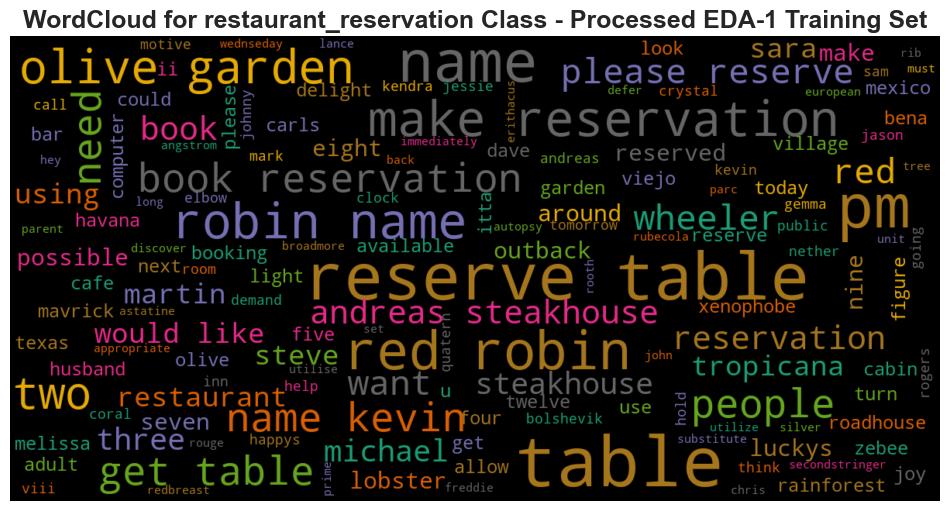 WordCloud for restaurant_reservation Class - Processed EDA-1 Training Set
motive wednseday lance name sara make look rib
olive garden ii delight kendra jessie please reserve sam must
call need could please johnny defer crystal european mexico
bar computer book carls erithacus make reservation bena
hey angstrom mark eight back immediately dave andreas reserved village jason
using long elbow book reservation clock itta garden viejo kevin today red parc tree
parent havana robin name autopsy tomorrow around wheeler gemma public pm
possible discover booking broadmore available outback rubecola reserve nether unit going
cafe next room light rooth reserve table nine figure
mavrick martin astatine demand andreas steakhouse xenophobe
texas appropriate would like five set quatern red robin john reservation
husband olive steve utilise want steakhouse tropicana cabin rogers
two inn help u twelve use hold people turn
coral restaurant name kevin four bolshevik utilize silver roadhouse
melissa seven three rouge happys michael get substitute luckys zebee
adult get table prime lobster allow table think secondstringer joy
viii redbreast freddie chris rainforest